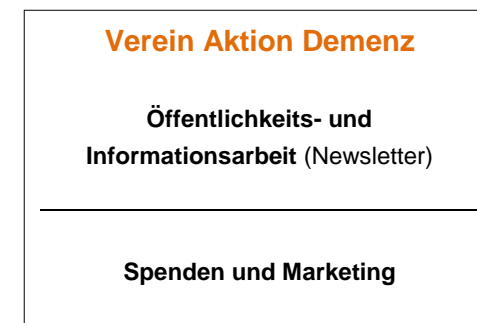 Verein Aktion Demenz
Öffentlichkeits- und
Informationsarbeit (Newsletter)
Spenden und Marketing